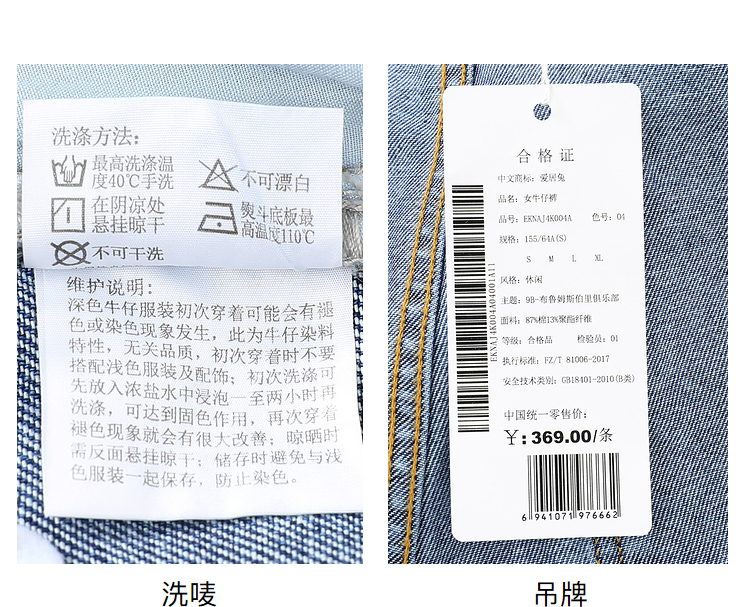 洗涤方法：
最高洗涤温
度40℃手洗
不可漂白
在阴凉处
悬挂晾干
熨斗底板最
高温度110℃
不可干洗
维护说明：
深色牛仔服装初次穿着可能会有褪
色或染色现象发生，此为牛仔染料
特性，无关品质，初次穿着时不要
搭配浅色服装及配饰；初次洗涤可
先放入浓盐水中浸泡一至两小时再
洗涤，可达到固色作用，再次穿着
褪色现象就会有很大改善；晾晒时
需反面悬挂晾干；储存时避免与浅
色服装一起保存，防止染色。
洗唛
合格证
中文商标：爱居兔
品名：女牛仔裤
品号：EKNAJ4K004A 色号：04
规格：155/64A(S)
S M L XL
风格：休闲
主题：9B-布鲁姆斯伯里俱乐部
面料：87%棉13%聚酯纤维
等级：合格品 检验员：01
执行标准：FZ/T 81006-2017
安全技术类别：GB18401-2010(B类)
EKNAJ4K004A04001A11
中国统一零售价：
￥:369.00/条
6 941071 976662
吊牌